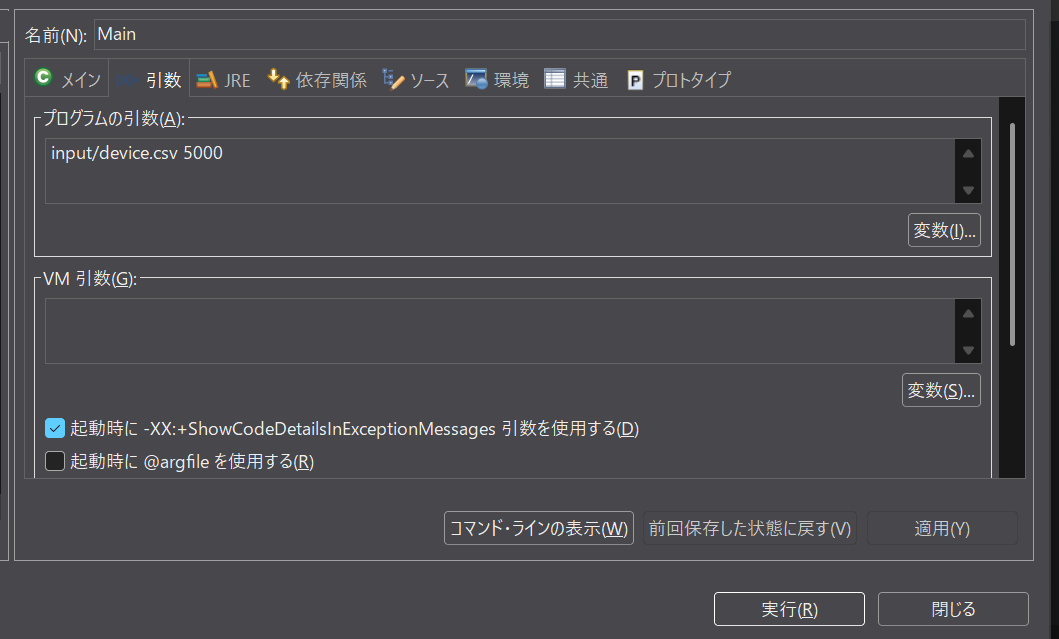 名前(N): Main
メイン 引数 JRE 依存関係 ソース 環境 共通 プロトタイプ
プログラムの引数(A):
input/device.csv 5000
変数(I)...
VM 引数(G):
変数(S)...
起動時に -XX:+ShowCodeDetailsInExceptionMessages 引数を使用する(D)
起動時に @argfile を使用する(R)
コマンド・ラインの表示(W) 前回保存した状態に戻す(V) 適用(Y)
実行(R) 閉じる